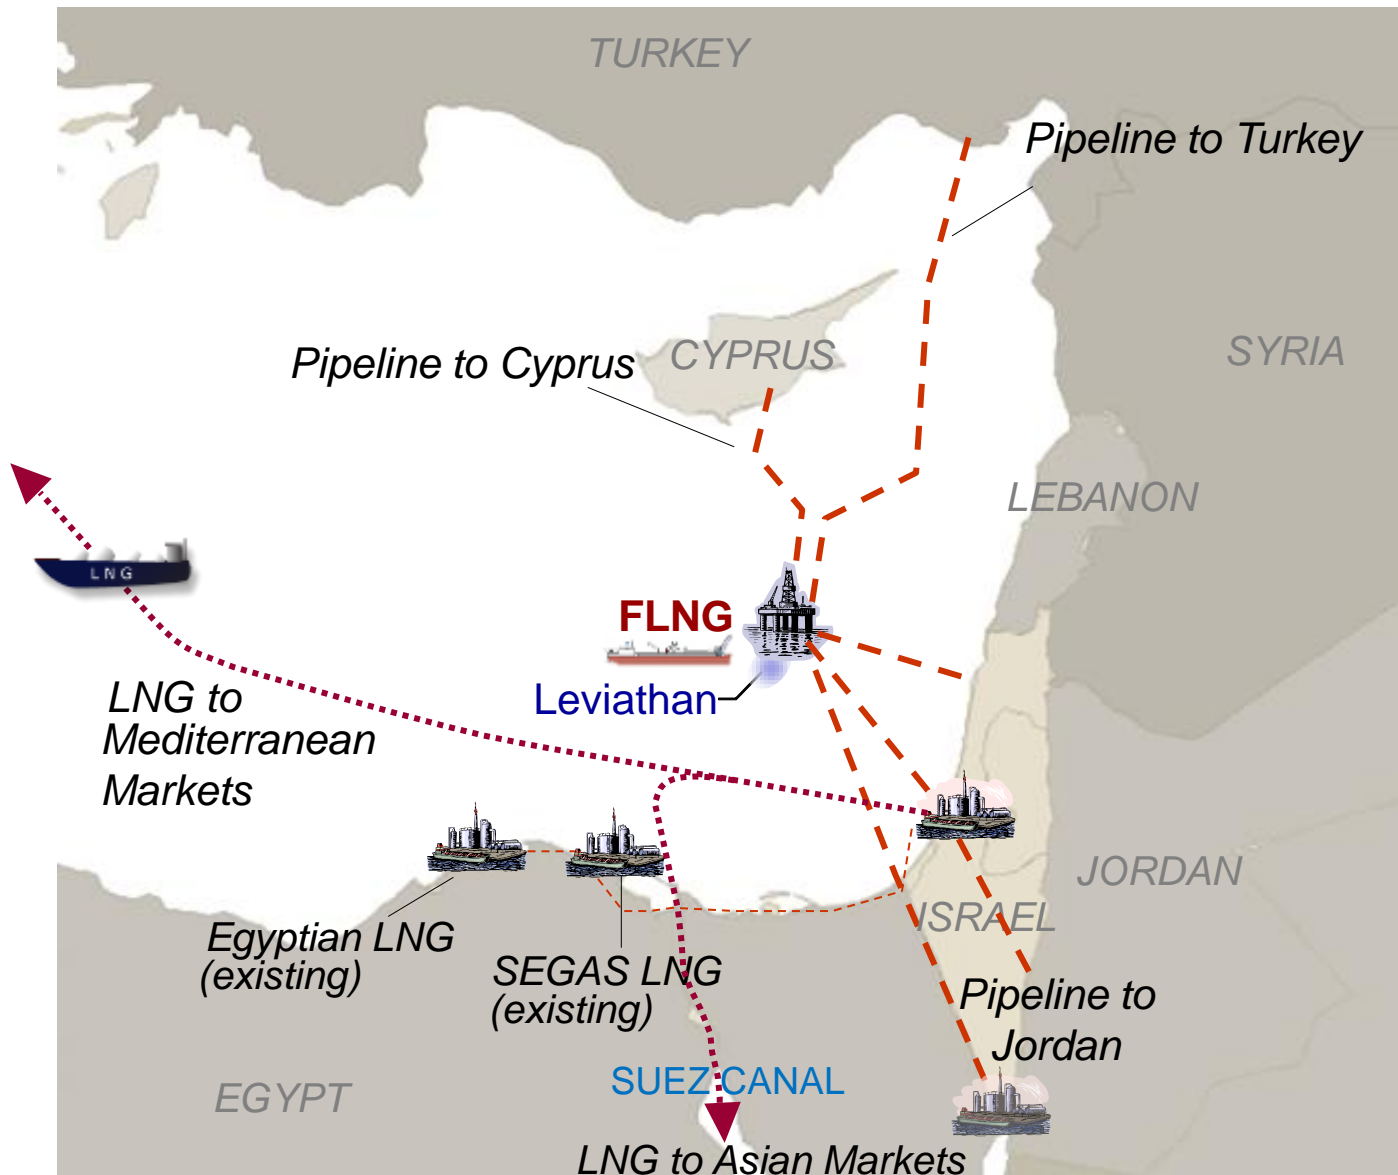 TURKEY
Pipeline to Turkey
Pipeline to Cyprus
CYPRUS
SYRIA
LEBANON
LNG
FLNG
Leviathan
LNG to
Mediterranean
Markets
JORDAN
ISRAEL
Egyptian LNG
(existing)
SEGAS LNG
(existing)
Pipeline to
Jordan
SUEZ CANAL
EGYPT
LNG to Asian Markets